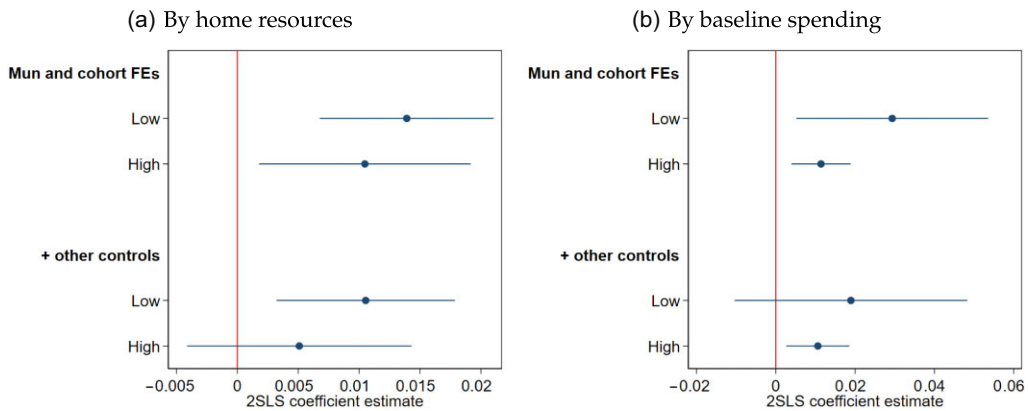 (a) By home resources
Mun and cohort FEs
Low
High
+ other controls
Low
High
−0.005 0 0.005 0.01 0.015 0.02
2SLS coefficient estimate
(b) By baseline spending
Mun and cohort FEs
Low
High
+ other controls
Low
High
−0.02 0 0.02 0.04 0.06
2SLS coefficient estimate